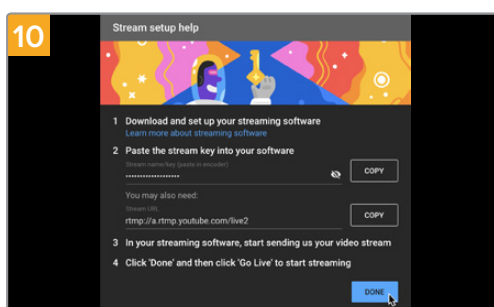 10
Stream setup help
1 Download and set up your streaming software
Learn more about streaming software
2 Paste the stream key into your software
Stream name/key (paste in encoder)
•••••••••••••••••••
COPY
You may also need:
Stream URL
rtmp://a.rtmp.youtube.com/live2
COPY
3 In your streaming software, start sending us your video stream
4 Click 'Done' and then click 'Go Live' to start streaming
DONE